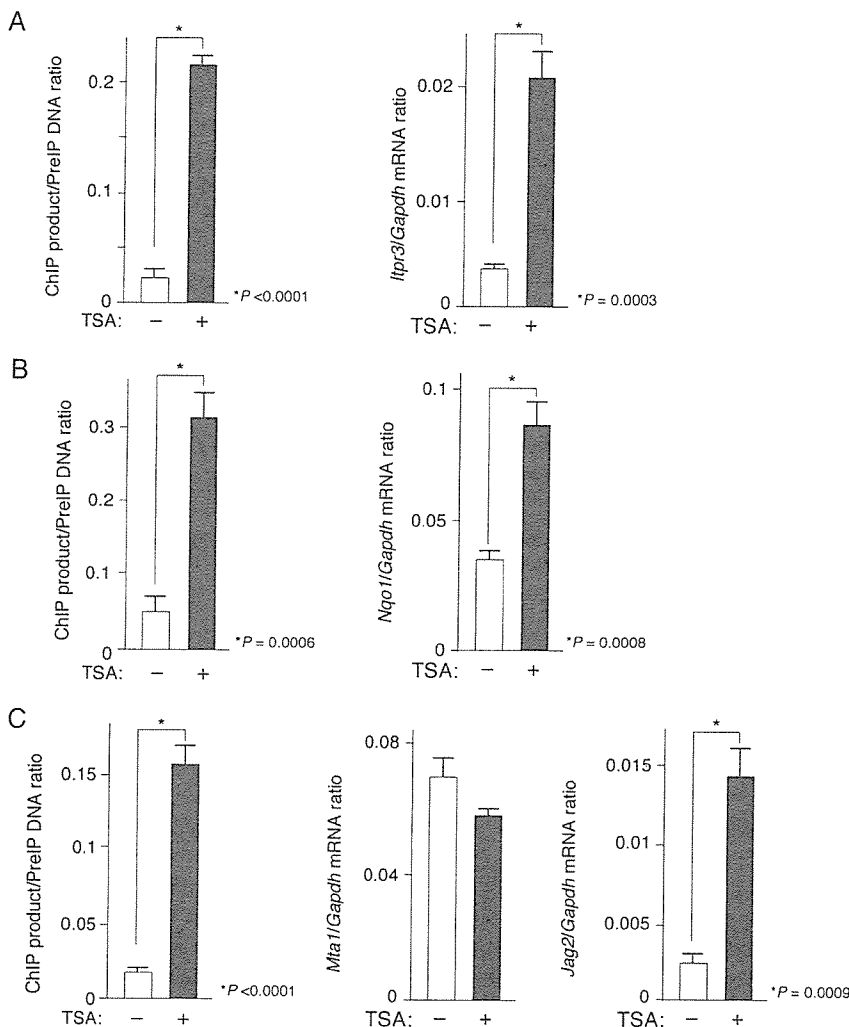 A
ChIP product/PreIP DNA ratio
0.2
0.1
0
*
TSA: − +
*P <0.0001
Itpr3/Gapdh mRNA ratio
0.02
0.01
0
*
TSA: − +
*P = 0.0003
B
ChIP product/PreIP DNA ratio
0.3
0.3
0.1
0
*
TSA: − +
*P = 0.0006
Nqo1/Gapdh mRNA ratio
0.1
0.05
0
*
TSA: − +
*P = 0.0008
C
ChIP product/PreIP DNA ratio
0.15
0.1
0.05
0
*
TSA: − +
*P <0.0001
Mta1/Gapdh mRNA ratio
0.08
0.04
0
TSA: − +
Jag2/Gapdh mRNA ratio
0.015
0.01
0.005
0
*
TSA: − +
*P = 0.0009